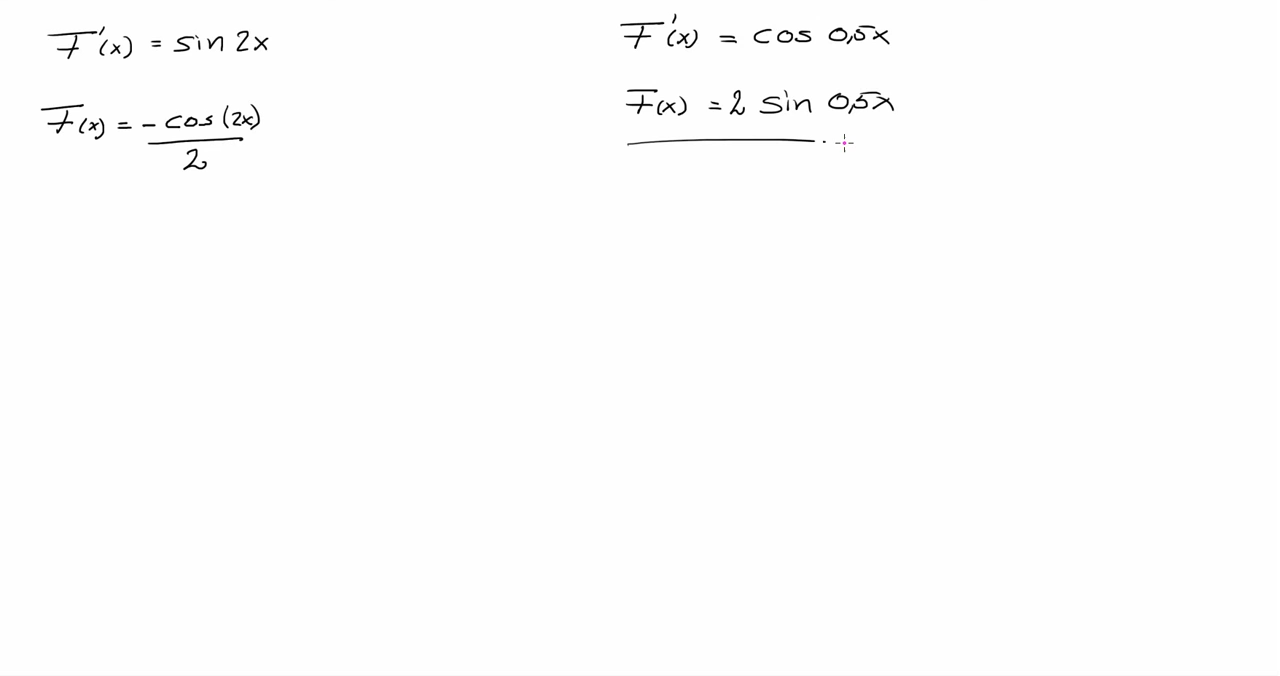 F'(x) = sin 2x
F(x) = - cos (2x)
2
F'(x) = cos 0,5x
F(x) = 2 sin 0,5x